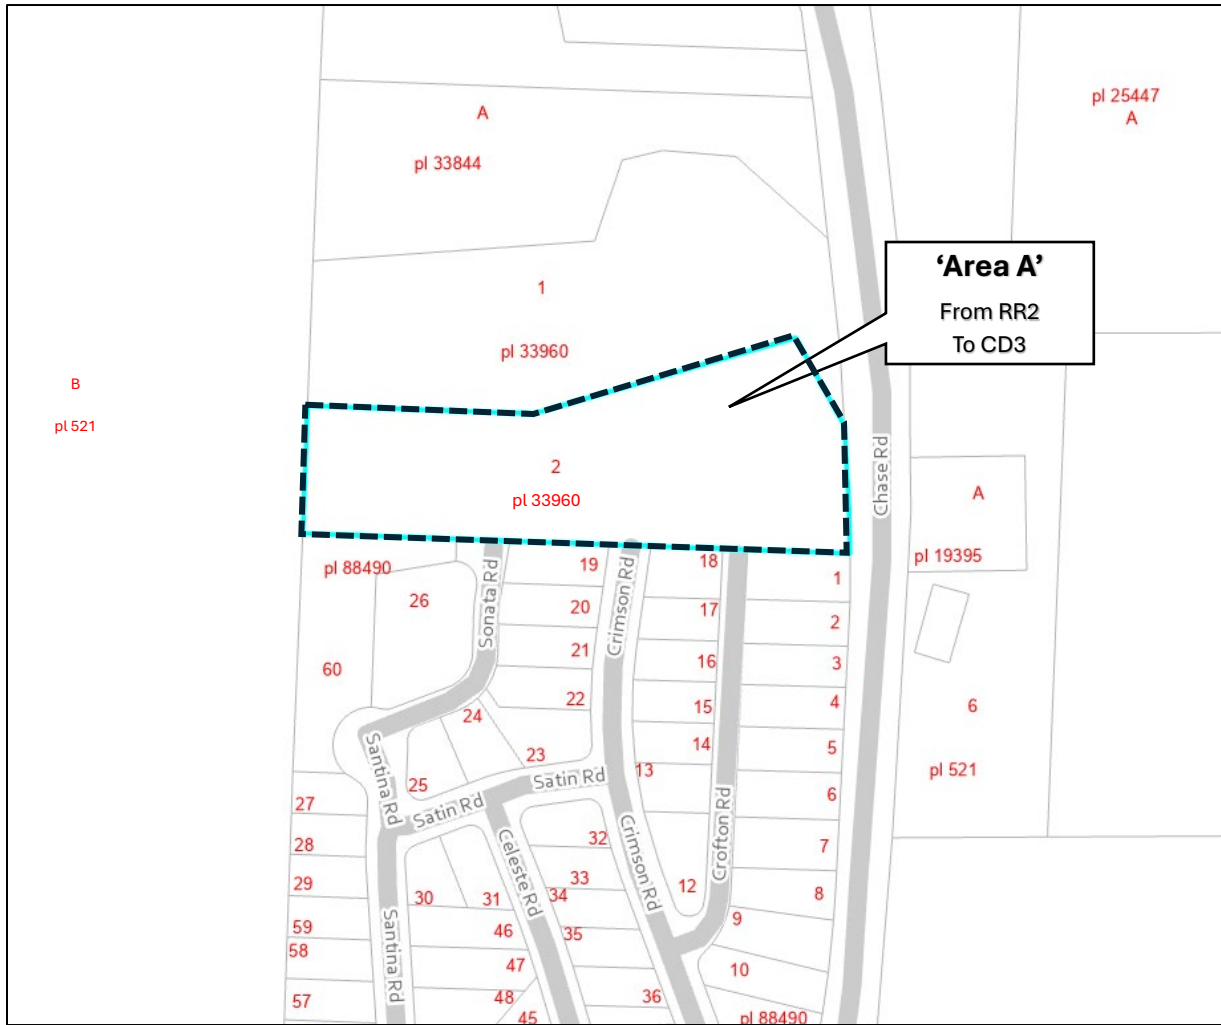 pl 25447
A
A
pl 33844
‘Area A’
From RR2
To CD3
1
pl 33960
B
pl 521
2
pl 33960
Chase Rd
A
pl 19395
pl 88490
26
60
Sonata Rd
19
20
21
22
Crimson Rd
18
17
16
15
14
13
1
2
3
4
5
6
7
8
9
10
6
pl 521
24
23
25
Santina Rd
Satin Rd
Satin Rd
Celeste Rd
Crimson Rd
Crofton Rd
12
27
28
29
59
58
57
30
31
32
33
34
35
36
46
47
48
45
Santina Rd
pl 88490